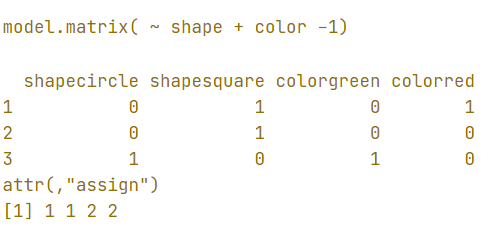 model.matrix( ~ shape + color -1)
  shapecircle shapesquare colorgreen colorred
1           0           1          0        1
2           0           1          0        0
3           1           0          1        0
attr(,"assign")
[1] 1 1 2 2